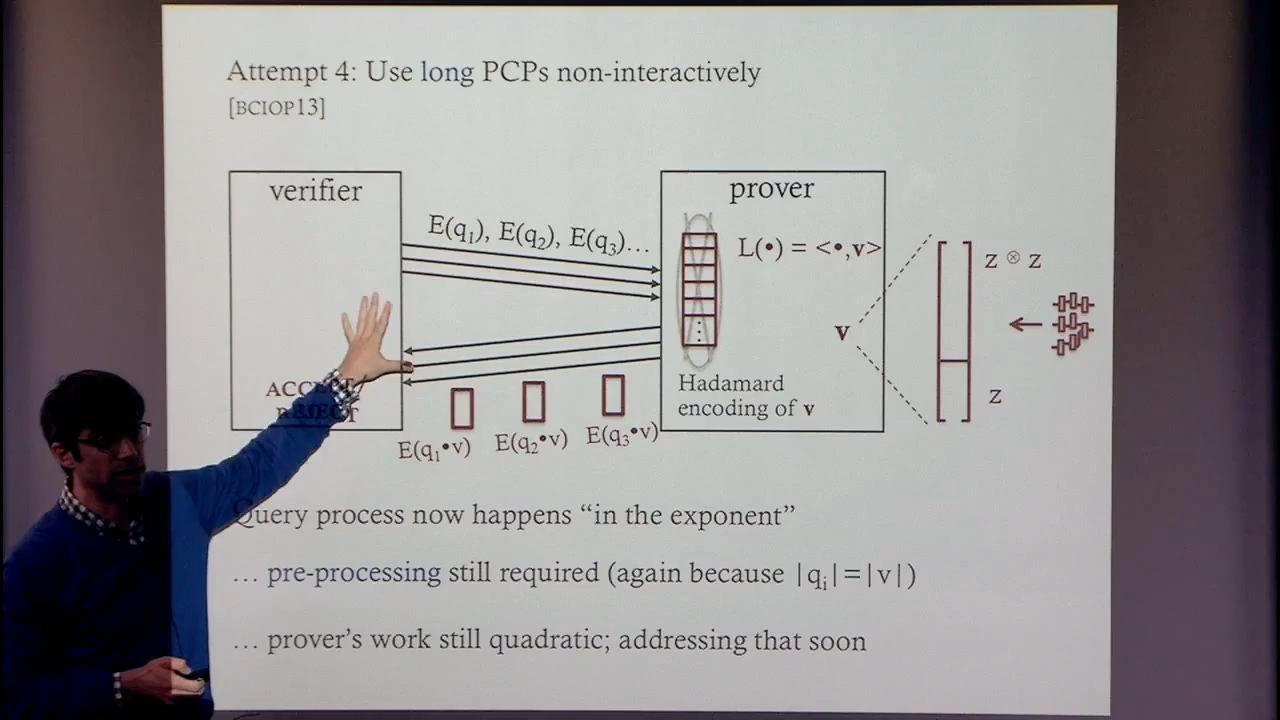 Attempt 4: Use long PCPs non-interactively
[BCIOP13]
verifier
prover
E(q₁), E(q₂), E(q₃)...
L(•) = <•,v>
z ⊗ z
v
z
ACCEPT/
REJECT
Hadamard
encoding of v
E(q₁•v) E(q₂•v) E(q₃•v)
Query process now happens “in the exponent”
... pre-processing still required (again because |qᵢ|=|v|)
... prover’s work still quadratic; addressing that soon